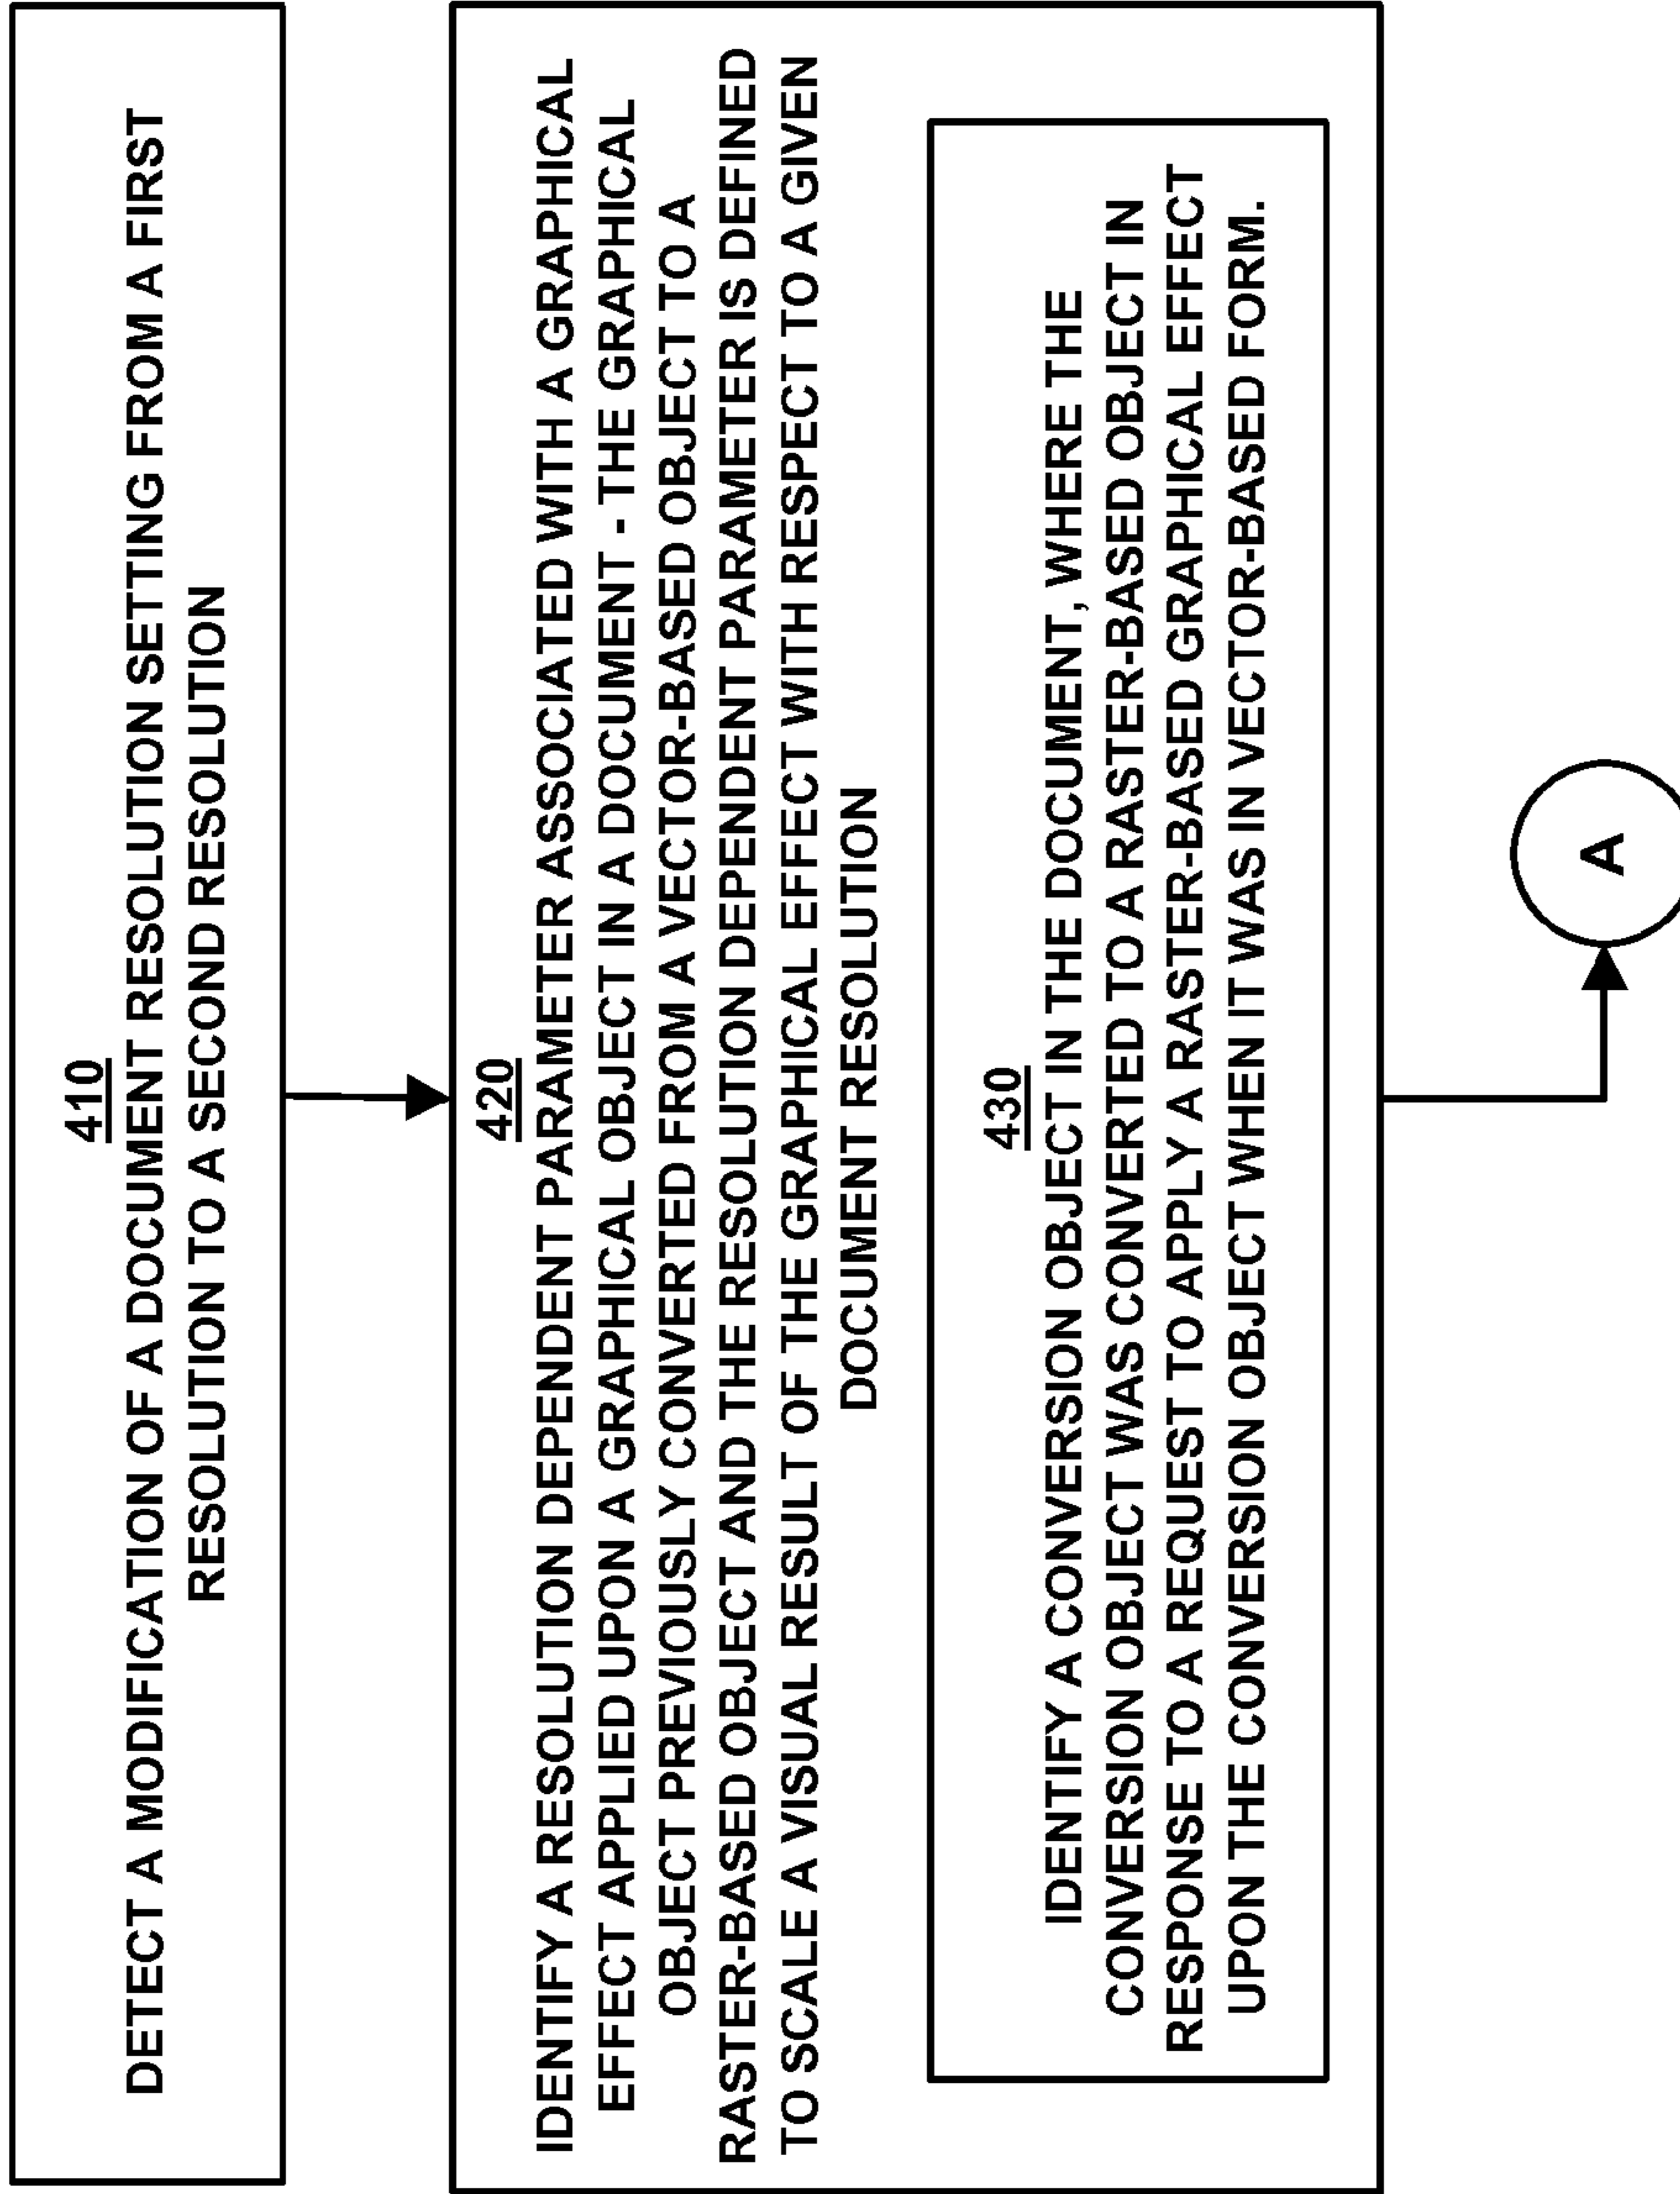 410
DETECT A MODIFICATION OF A DOCUMENT RESOLUTION SETTING FROM A FIRST
RESOLUTION TO A SECOND RESOLUTION
420
IDENTIFY A RESOLUTION DEPENDENT PARAMETER ASSOCIATED WITH A GRAPHICAL
EFFECT APPLIED UPON A GRAPHICAL OBJECT IN A DOCUMENT - THE GRAPHICAL
OBJECT PREVIOUSLY CONVERTED FROM A VECTOR-BASED OBJECT TO A
RASTER-BASED OBJECT AND THE RESOLUTION DEPENDENT PARAMETER IS DEFINED
TO SCALE A VISUAL RESULT OF THE GRAPHICAL EFFECT WITH RESPECT TO A GIVEN
DOCUMENT RESOLUTION
430
IDENTIFY A CONVERSION OBJECT IN THE DOCUMENT, WHERE THE
CONVERSION OBJECT WAS CONVERTED TO A RASTER-BASED OBJECT IN
RESPONSE TO A REQUEST TO APPLY A RASTER-BASED GRAPHICAL EFFECT
UPON THE CONVERSION OBJECT WHEN IT WAS IN VECTOR-BASED FORM.
A